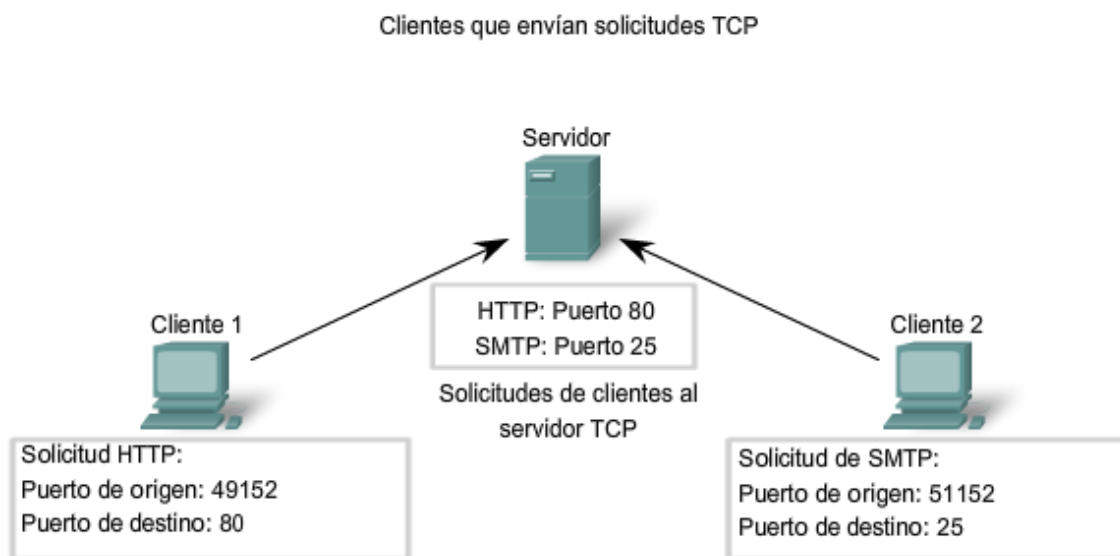 Clientes que envían solicitudes TCP
Servidor
HTTP: Puerto 80
SMTP: Puerto 25
Solicitudes de clientes al
servidor TCP
Cliente 1
Solicitud HTTP:
Puerto de origen: 49152
Puerto de destino: 80
Cliente 2
Solicitud de SMTP:
Puerto de origen: 51152
Puerto de destino: 25